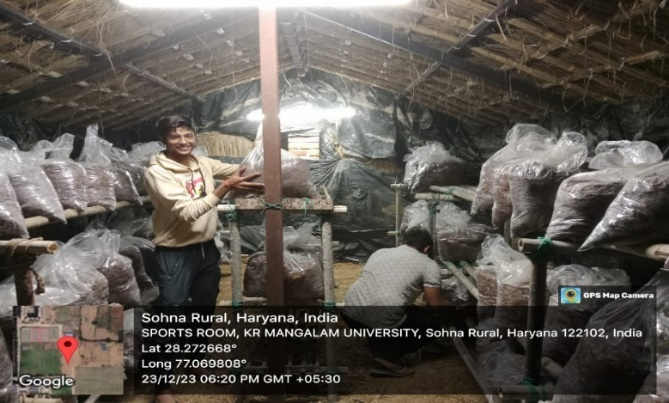 GPS Map Camera
Sohna Rural, Haryana, India
SPORTS ROOM, KR MANGALAM UNIVERSITY, Sohna Rural, Haryana 122102, India
Lat 28.272668°
Long 77.069808°
23/12/23 06:20 PM GMT +05:30
Google